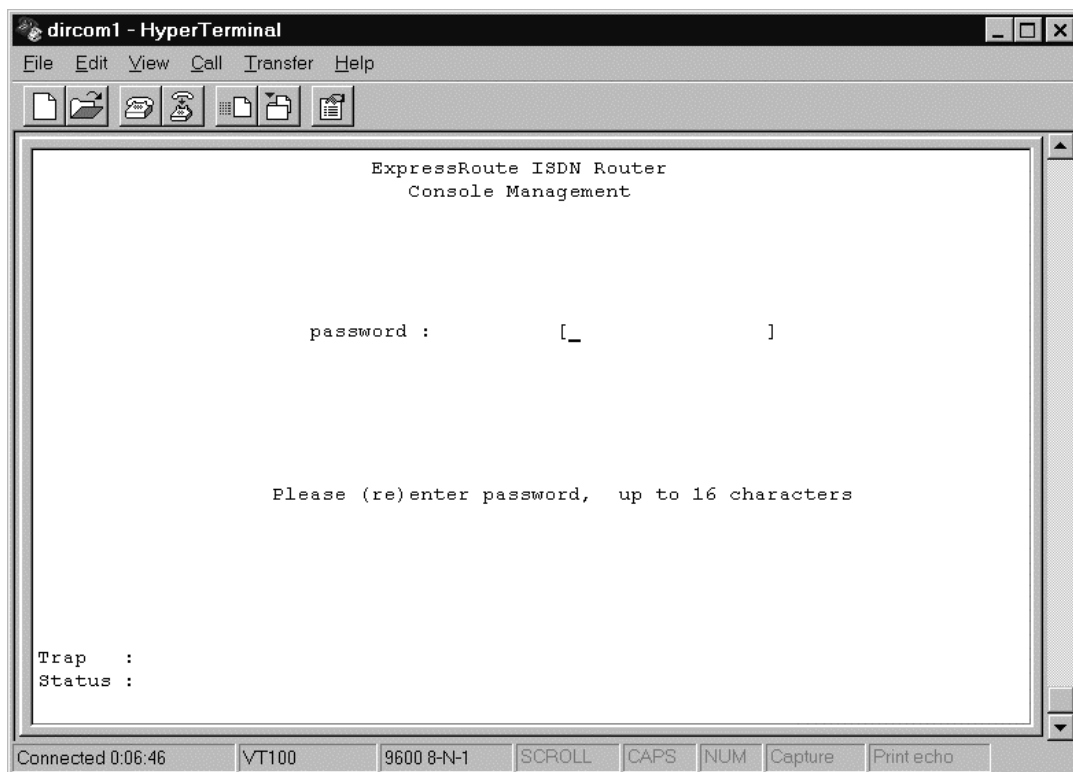 dircom1 - HyperTerminal
File Edit View Call Transfer Help
ExpressRoute ISDN Router
Console Management
password : [_ ]
Please (re)enter password, up to 16 characters
Trap :
Status :
Connected 0:06:46 VT100 9600 8-N-1 SCROLL CAPS NUM Capture Print echo